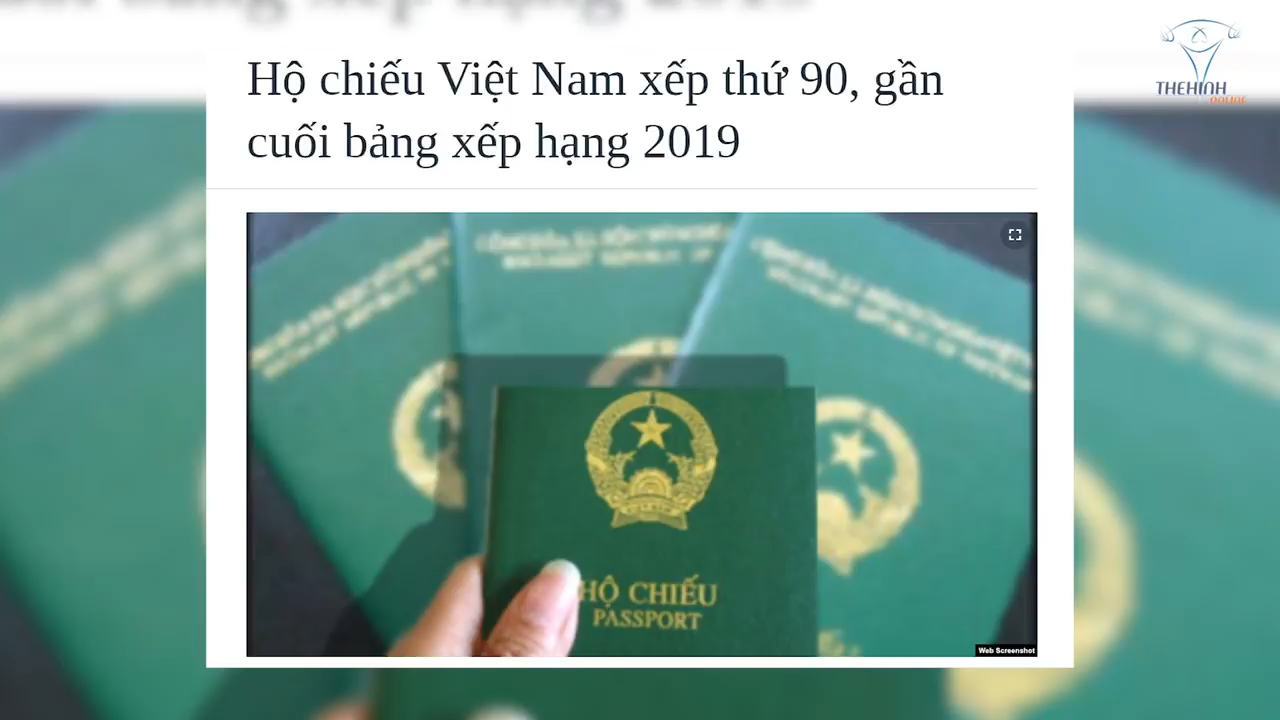 Hộ chiếu Việt Nam xếp thứ 90, gần
cuối bảng xếp hạng 2019
THEHINH
ONLINE
HỘ CHIẾU
PASSPORT
Web Screenshot